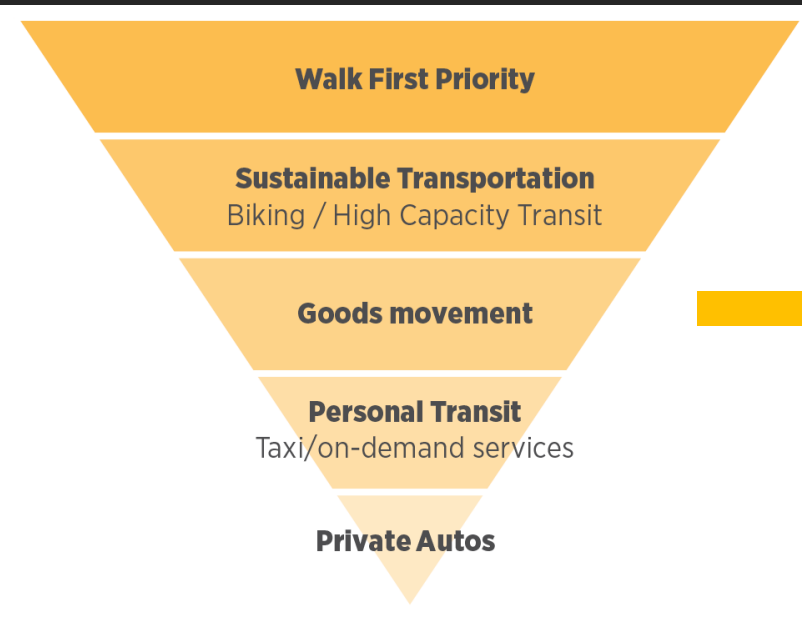 Walk First Priority
Sustainable Transportation
Biking / High Capacity Transit
Goods movement
Personal Transit
Taxi/on-demand services
Private Autos